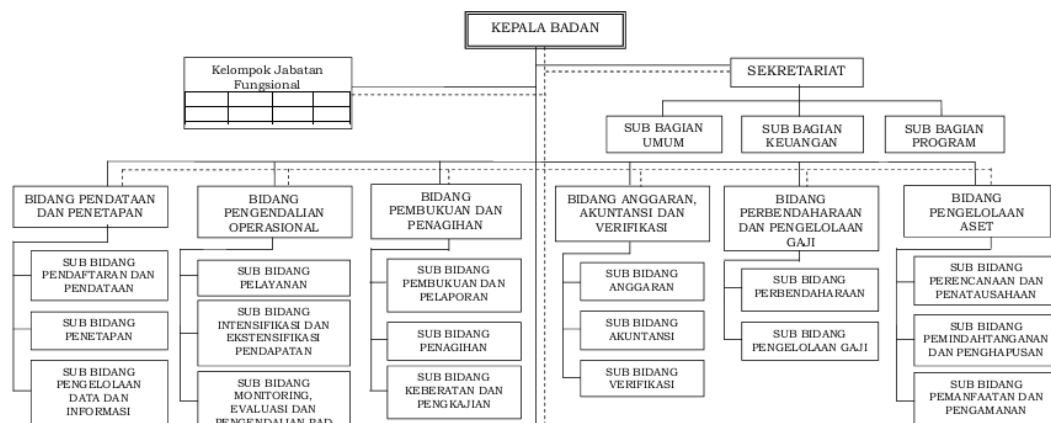 KEPALA BADAN
Kelompok Jabatan
Fungsional
SEKRETARIAT
SUB BAGIAN
UMUM
SUB BAGIAN
KEUANGAN
SUB BAGIAN
PROGRAM
BIDANG PENDATAAN
DAN PENETAPAN
BIDANG
PENGENDALIAN
OPERASIONAL
BIDANG
PEMBUKUAN DAN
PENAGIHAN
BIDANG ANGGARAN,
AKUNTANSI DAN
VERIFIKASI
BIDANG
PERBENDAHARAAN
DAN PENGELOLAAN
GAJI
BIDANG
PENGELOLAAN
ASET
SUB BIDANG
PENDAFTARAN DAN
PENDATAAN
SUB BIDANG
PENETAPAN
SUB BIDANG
PENGELOLAAN
DATA DAN
INFORMASI
SUB BIDANG
PELAYANAN
SUB BIDANG
INTENSIFIKASI DAN
EKSTENSIFIKASI
PENDAPATAN
SUB BIDANG
MONITORING,
EVALUASI DAN
PENGENDALIAN PAD
SUB BIDANG
PEMBUKUAN DAN
PELAPORAN
SUB BIDANG
PENAGIHAN
SUB BIDANG
KEBERATAN DAN
PENGKAJIAN
SUB BIDANG
ANGGARAN
SUB BIDANG
AKUNTANSI
SUB BIDANG
VERIFIKASI
SUB BIDANG
PERBENDAHARAAN
SUB BIDANG
PENGELOLAAN GAJI
SUB BIDANG
PERENCANAAN DAN
PENATAUSAHAAN
SUB BIDANG
PEMINDAHTANGANAN
DAN PENGHAPUSAN
SUB BIDANG
PEMANFAATAN DAN
PENGAMANAN